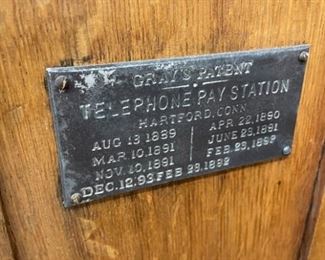 GRAY'S PATENT
TELEPHONE PAY STATION
HARTFORD, CONN.
AUG 13, 1889 APR. 22, 1890
MAR. 10, 1891 JUNE 23, 1891
NOV. 10, 1891 FEB. 23, 1892
DEC. 12, 93 FEB 28, 1892